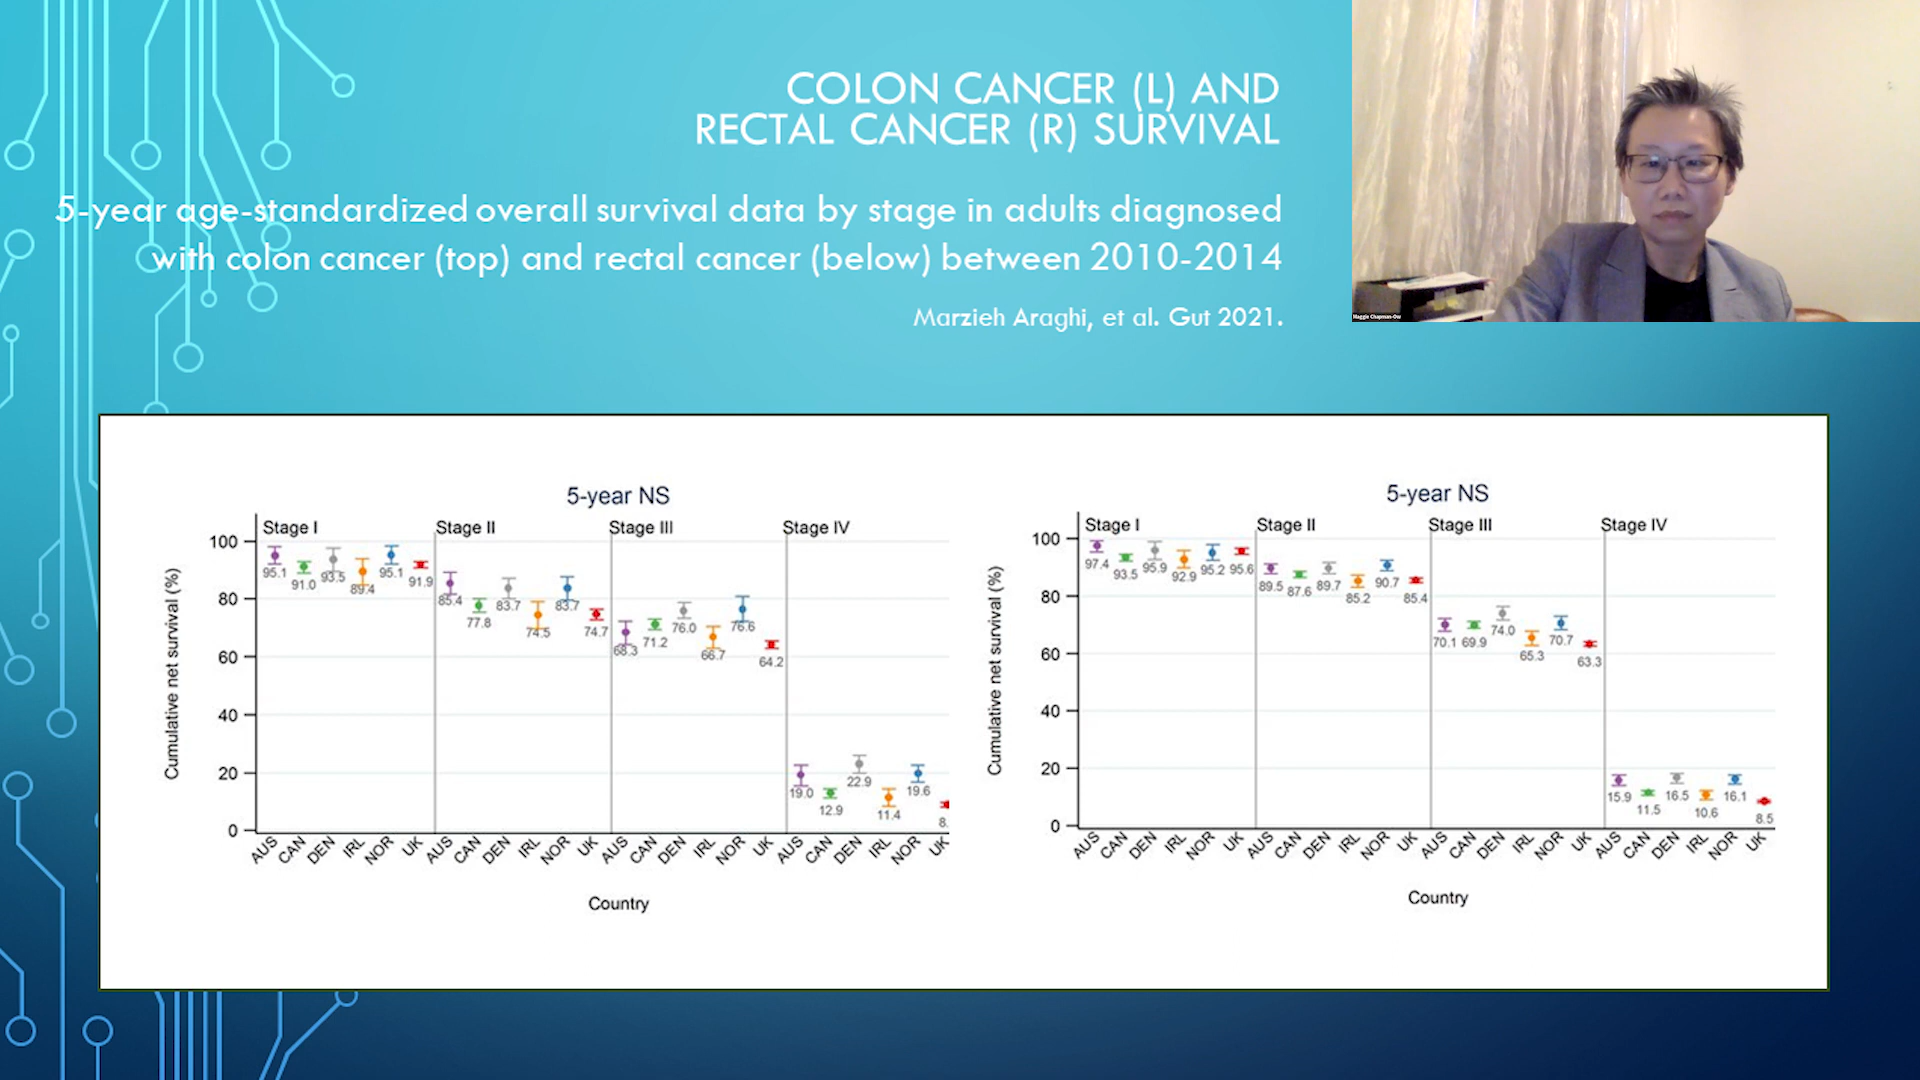 COLON CANCER (L) AND
RECTAL CANCER (R) SURVIVAL
5-year age-standardized overall survival data by stage in adults diagnosed
with colon cancer (top) and rectal cancer (below) between 2010-2014
Marzieh Araghi, et al. Gut 2021.
Maggie Chapman-Ow
5-year NS
Stage I Stage II Stage III Stage IV
Cumulative net survival (%)
100
80
60
40
20
0
95.1 91.0 93.5 89.4 95.1 91.9
85.4 77.8 83.7 74.5 83.7 74.7
68.3 71.2 76.0 66.7 76.6 64.2
19.0 12.9 22.9 11.4 19.6 8.
AUS CAN DEN IRL NOR UK AUS CAN DEN IRL NOR UK AUS CAN DEN IRL NOR UK AUS CAN DEN IRL NOR UK
Country
5-year NS
Stage I Stage II Stage III Stage IV
Cumulative net survival (%)
100
80
60
40
20
0
97.4 93.5 95.9 92.9 95.2 95.6
89.5 87.6 89.7 85.2 90.7 85.4
70.1 69.9 74.0 65.3 70.7 63.3
15.9 11.5 16.5 10.6 16.1 8.5
AUS CAN DEN IRL NOR UK AUS CAN DEN IRL NOR UK AUS CAN DEN IRL NOR UK AUS CAN DEN IRL NOR UK
Country